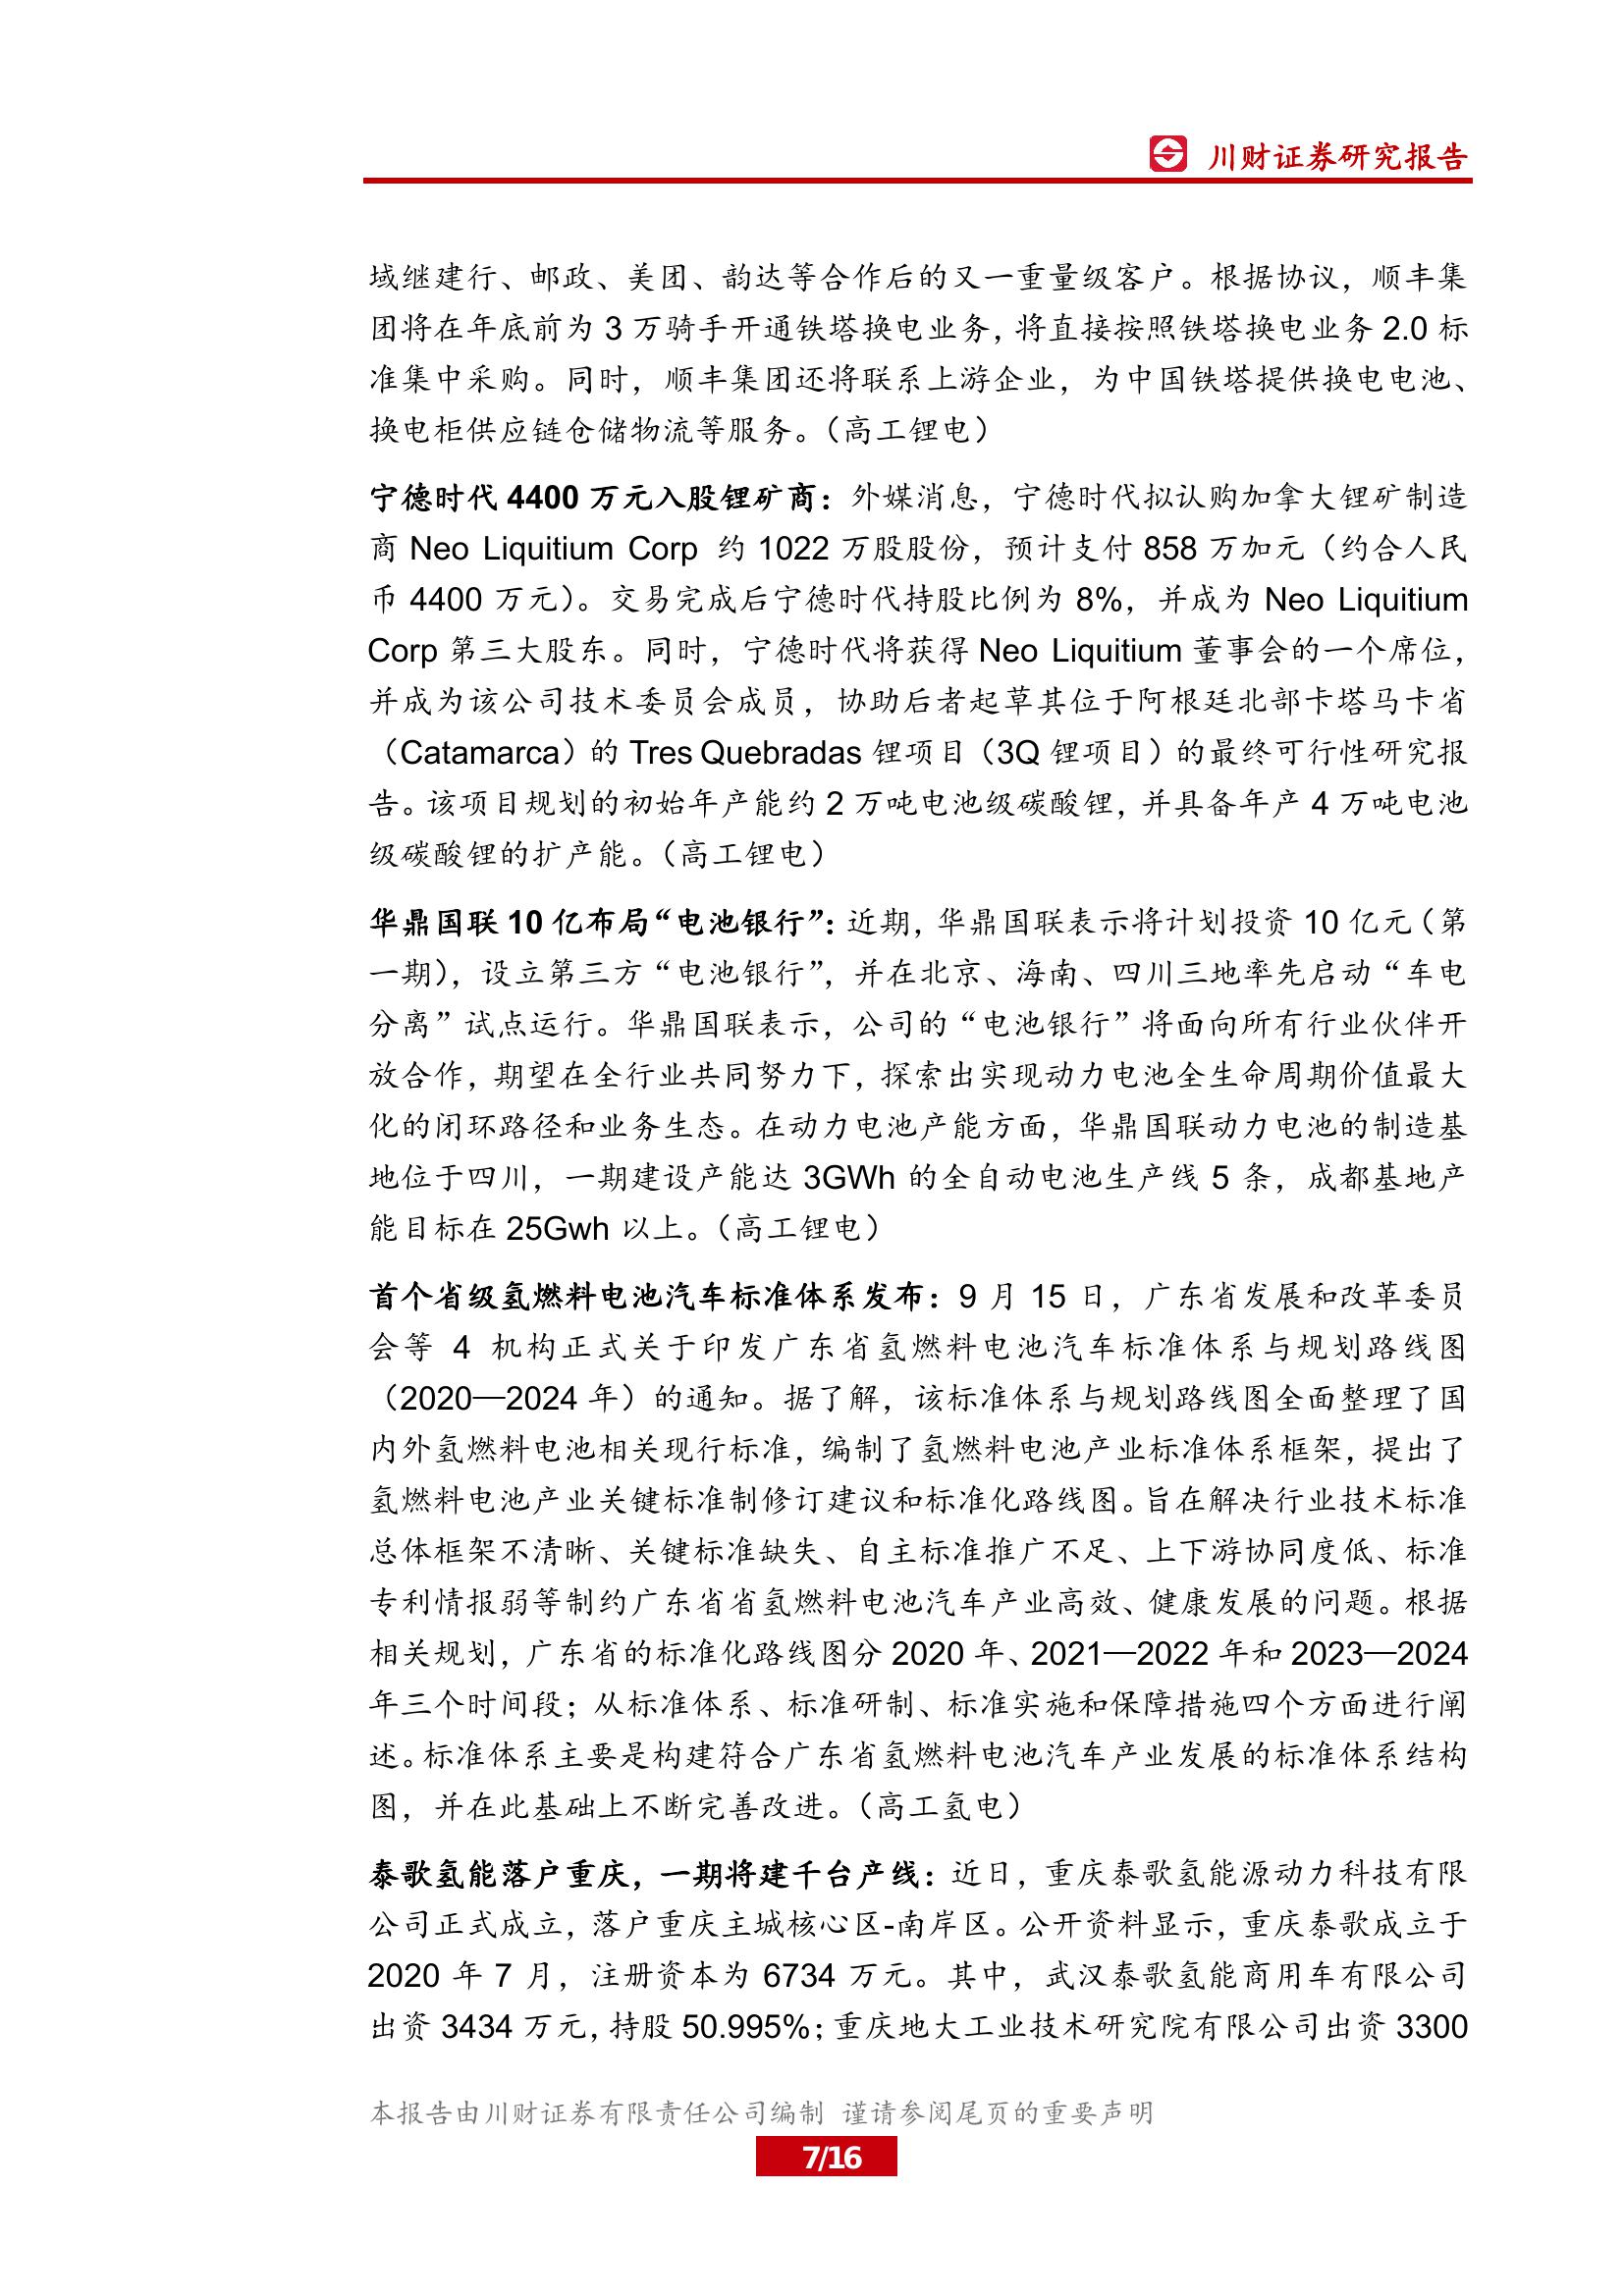 川财证券研究报告
域继建行、邮政、美团、韵达等合作后的又一重量级客户。根据协议，顺丰集
团将在年底前为 3 万骑手开通铁塔换电业务，将直接按照铁塔换电业务 2.0 标
准集中采购。同时，顺丰集团还将联系上游企业，为中国铁塔提供换电电池、
换电柜供应链仓储物流等服务。（高工锂电）
宁德时代 4400 万元入股锂矿商：外媒消息，宁德时代拟认购加拿大锂矿制造
商 Neo Liquitium Corp 约 1022 万股股份，预计支付 858 万加元（约合人民
币 4400 万元）。交易完成后宁德时代持股比例为 8%，并成为 Neo Liquitium
Corp 第三大股东。同时，宁德时代将获得 Neo Liquitium 董事会的一个席位，
并成为该公司技术委员会成员，协助后者起草其位于阿根廷北部卡塔马卡省
（Catamarca）的 Tres Quebradas 锂项目（3Q 锂项目）的最终可行性研究报
告。该项目规划的初始年产能约 2 万吨电池级碳酸锂，并具备年产 4 万吨电池
级碳酸锂的扩产能。（高工锂电）
华鼎国联 10 亿布局“电池银行”：近期，华鼎国联表示将计划投资 10 亿元（第
一期），设立第三方“电池银行”，并在北京、海南、四川三地率先启动“车电
分离”试点运行。华鼎国联表示，公司的“电池银行”将面向所有行业伙伴开
放合作，期望在全行业共同努力下，探索出实现动力电池全生命周期价值最大
化的闭环路径和业务生态。在动力电池产能方面，华鼎国联动力电池的制造基
地位于四川，一期建设产能达 3GWh 的全自动电池生产线 5 条，成都基地产
能目标在 25Gwh 以上。（高工锂电）
首个省级氢燃料电池汽车标准体系发布：9 月 15 日，广东省发展和改革委员
会等 4 机构正式关于印发广东省氢燃料电池汽车标准体系与规划路线图
（2020—2024 年）的通知。据了解，该标准体系与规划路线图全面整理了国
内外氢燃料电池相关现行标准，编制了氢燃料电池产业标准体系框架，提出了
氢燃料电池产业关键标准制修订建议和标准化路线图。旨在解决行业技术标准
总体框架不清晰、关键标准缺失、自主标准推广不足、上下游协同度低、标准
专利情报弱等制约广东省省氢燃料电池汽车产业高效、健康发展的问题。根据
相关规划，广东省的标准化路线图分 2020 年、2021—2022 年和 2023—2024
年三个时间段；从标准体系、标准研制、标准实施和保障措施四个方面进行阐
述。标准体系主要是构建符合广东省氢燃料电池汽车产业发展的标准体系结构
图，并在此基础上不断完善改进。（高工氢电）
泰歌氢能落户重庆，一期将建千台产线：近日，重庆泰歌氢能源动力科技有限
公司正式成立，落户重庆主城核心区-南岸区。公开资料显示，重庆泰歌成立于
2020 年 7 月，注册资本为 6734 万元。其中，武汉泰歌氢能商用车有限公司
出资 3434 万元，持股 50.995%；重庆地大工业技术研究院有限公司出资 3300
本报告由川财证券有限责任公司编制 谨请参阅尾页的重要声明
7/16